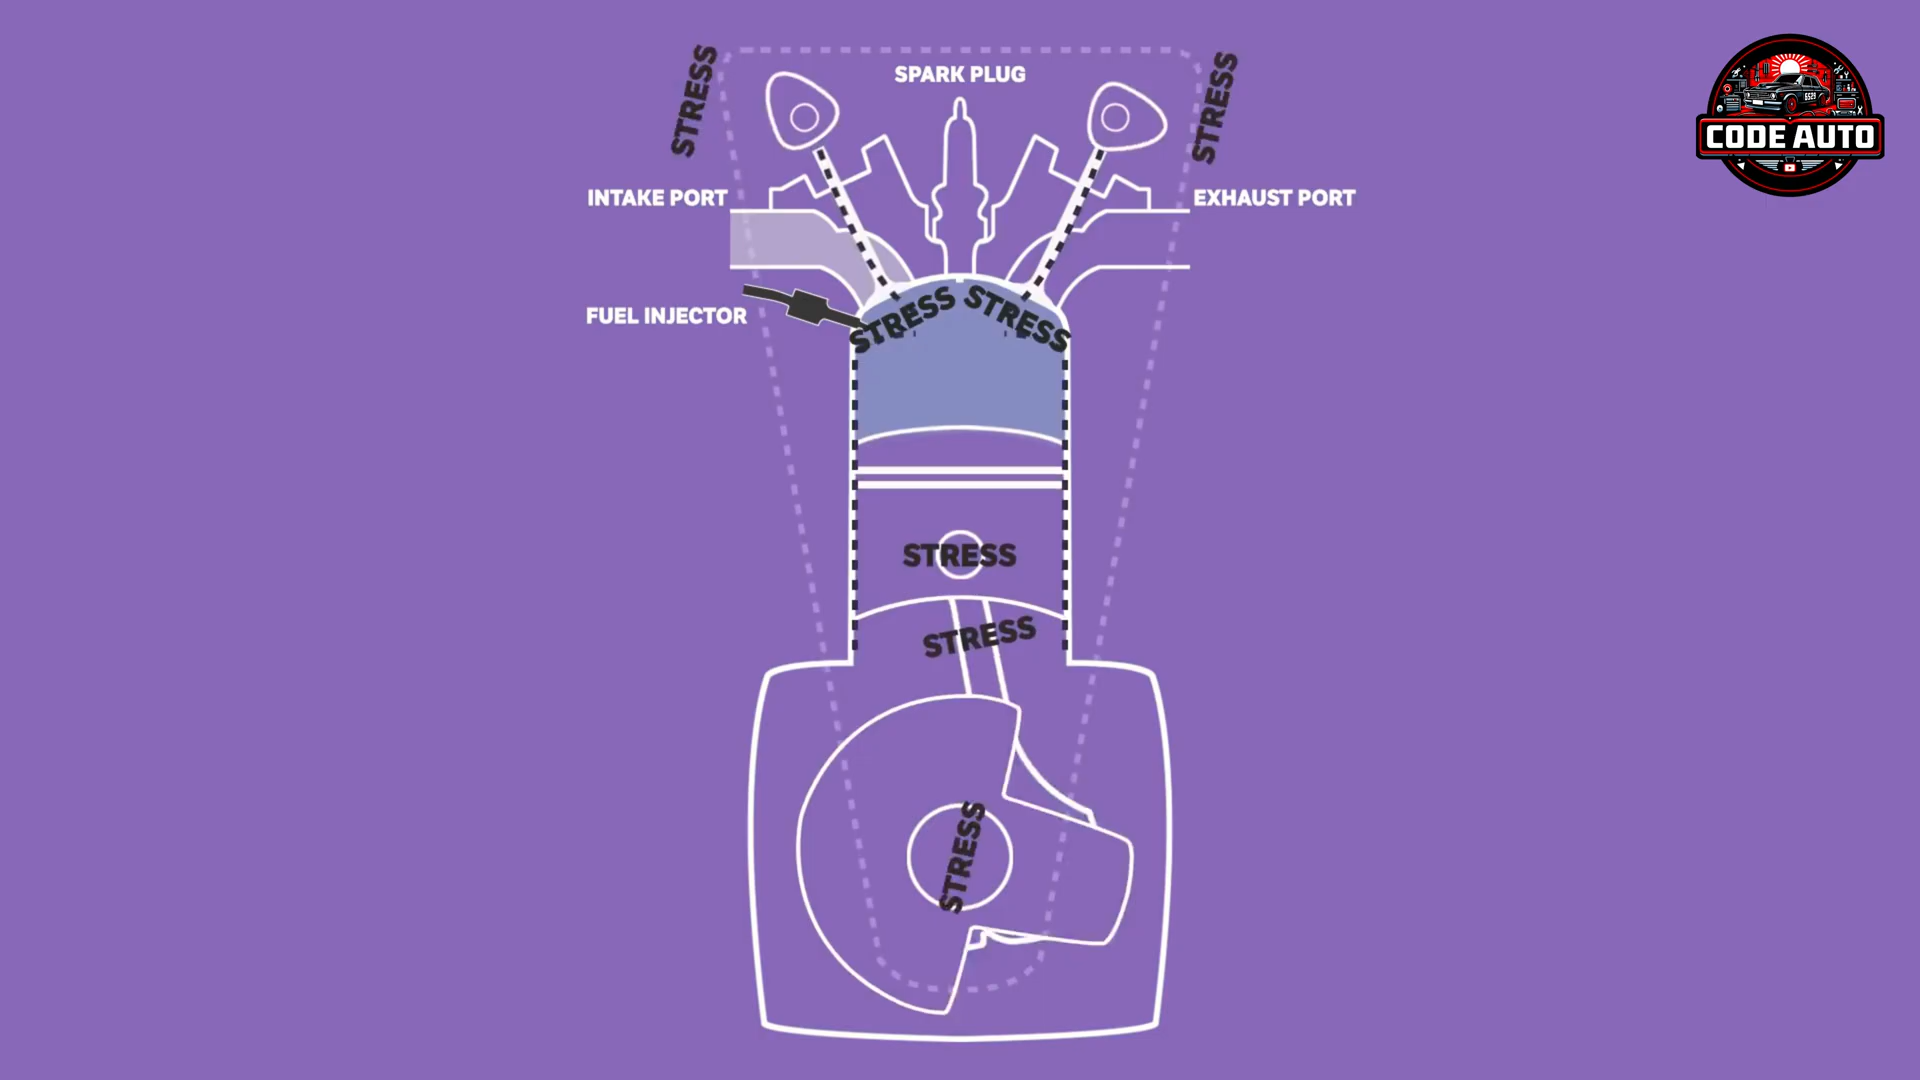 STRESS
SPARK PLUG
STRESS
CODE AUTO
INTAKE PORT
EXHAUST PORT
FUEL INJECTOR
STRESS
STRESS
STRESS
STRESS
STRESS